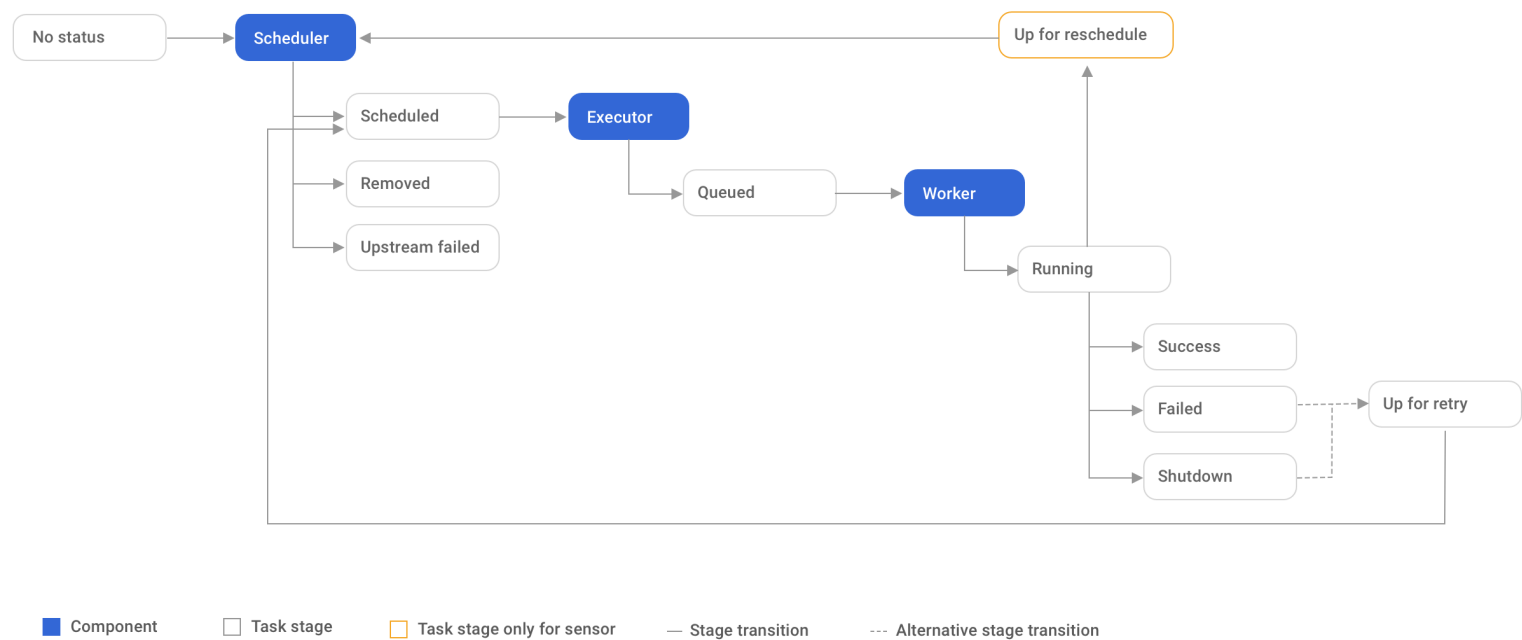 No status
Scheduler
Up for reschedule
Scheduled
Executor
Removed
Queued
Worker
Upstream failed
Running
Success
Failed
Up for retry
Shutdown
Component
Task stage
Task stage only for sensor
Stage transition
Alternative stage transition